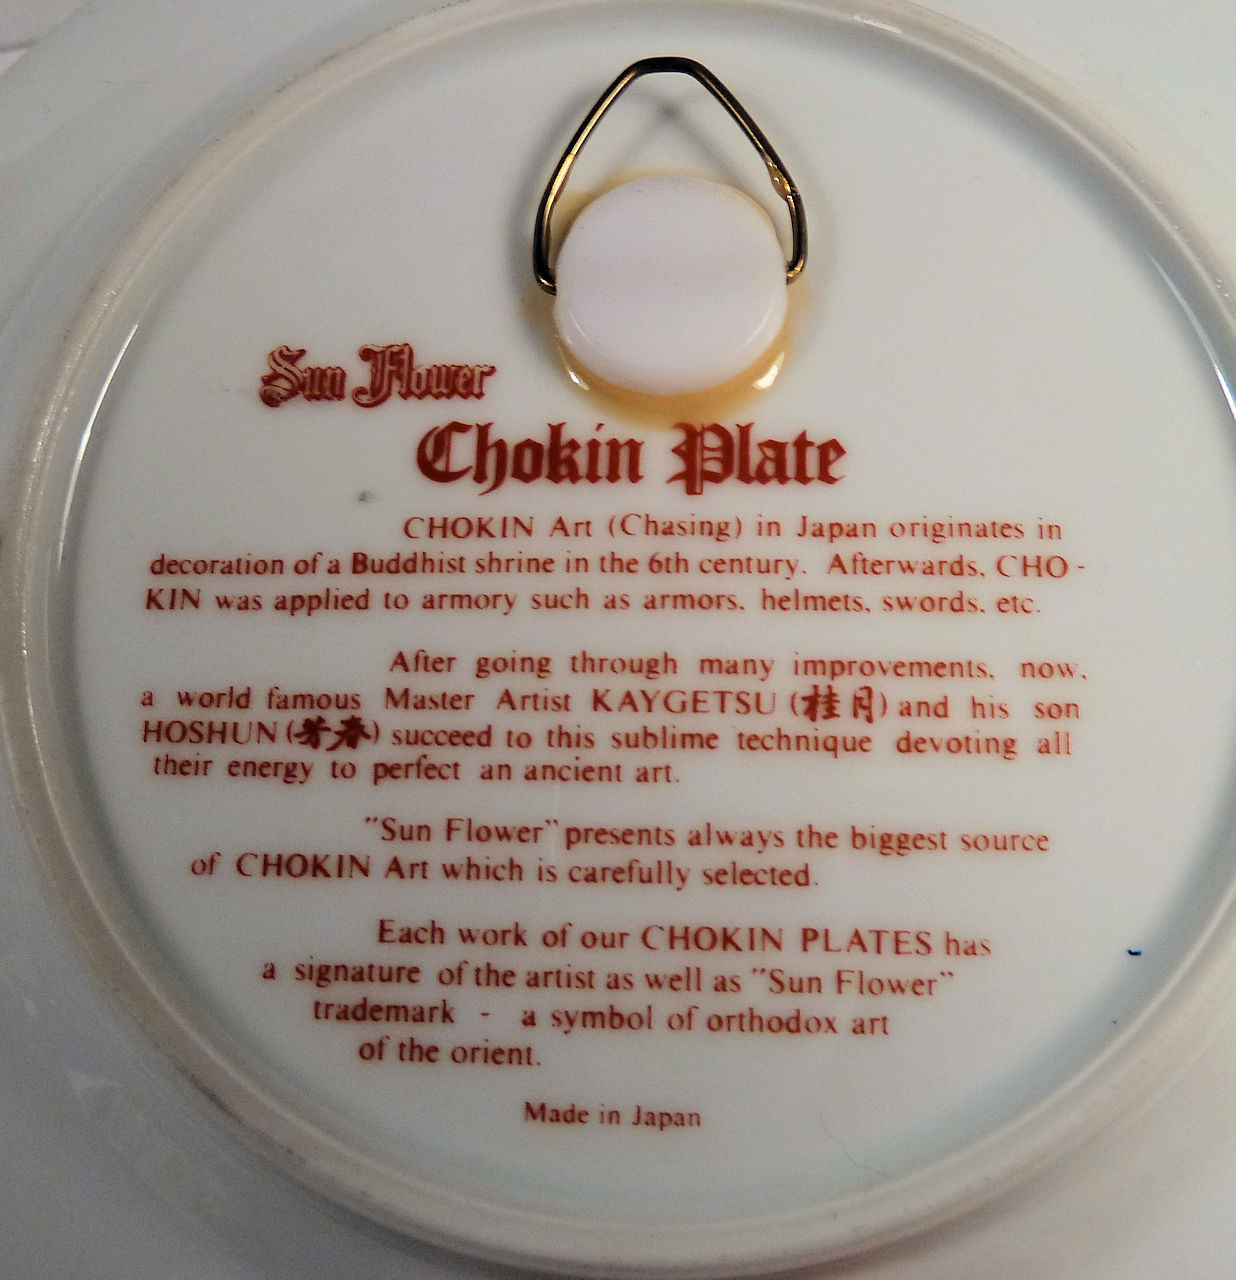 Sun Flower
Chokin Plate
CHOKIN Art (Chasing) in Japan originates in
decoration of a Buddhist shrine in the 6th century. Afterwards, CHO-
KIN was applied to armory such as armors, helmets, swords, etc.
After going through many improvements, now,
a world famous Master Artist KAYGETSU (桂月) and his son
HOSHUN (芳春) succeed to this sublime technique devoting all
their energy to perfect an ancient art.
"Sun Flower" presents always the biggest source
of CHOKIN Art which is carefully selected.
Each work of our CHOKIN PLATES has
a signature of the artist as well as "Sun Flower"
trademark - a symbol of orthodox art
of the orient.
Made in Japan